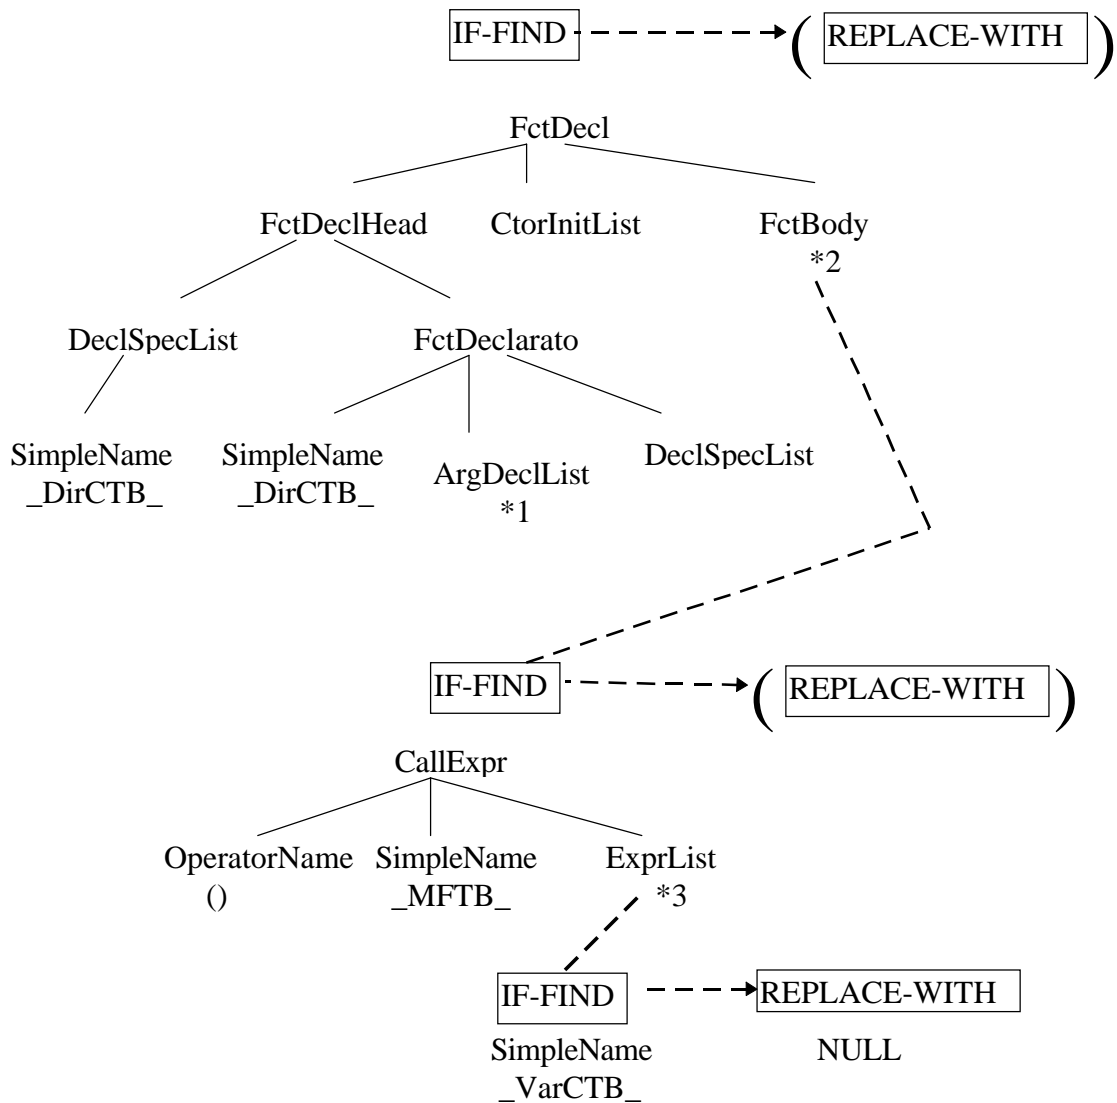 IF-FIND ( REPLACE-WITH )
FctDecl
FctDeclHead CtorInitList FctBody
*2
DeclSpecList FctDeclarato
SimpleName SimpleName ArgDeclList DeclSpecList
_DirCTB_ _DirCTB_ *1
IF-FIND ( REPLACE-WITH )
CallExpr
OperatorName SimpleName ExprList
() _MFTB_ *3
IF-FIND REPLACE-WITH
SimpleName NULL
_VarCTB_